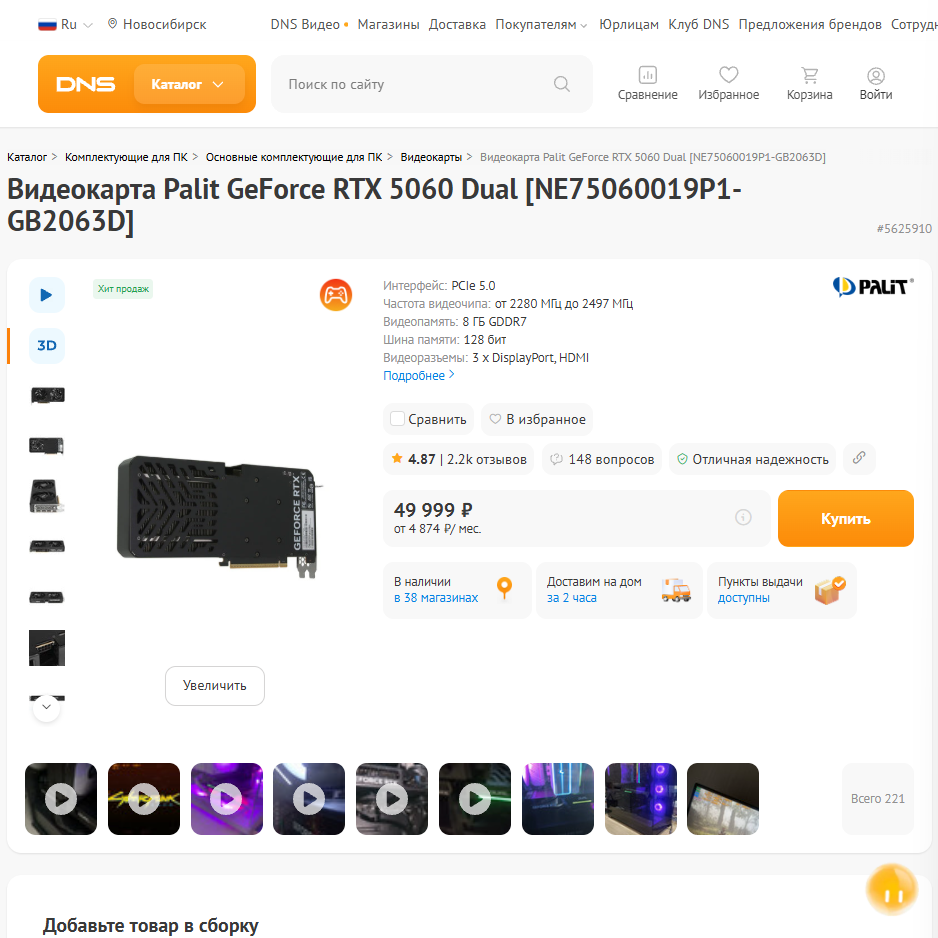 Ru
Новосибирск
DNS Видео
Магазины
Доставка
Покупателям
Юрлицам
Клуб DNS
Предложения брендов
Сотруд
DNS
Каталог
Поиск по сайту
Сравнение
Избранное
Корзина
Войти
Каталог > Комплектующие для ПК > Основные комплектующие для ПК > Видеокарты > Видеокарта Palit GeForce RTX 5060 Dual [NE75060019P1-GB2063D]
Видеокарта Palit GeForce RTX 5060 Dual [NE75060019P1-
GB2063D]
#5625910
Хит продаж
3D
GEFORCE RTX
Увеличить
Интерфейс: PCIe 5.0
Частота видеочипа: от 2280 МГц до 2497 МГц
Видеопамять: 8 ГБ GDDR7
Шина памяти: 128 бит
Видеоразъемы: 3 x DisplayPort, HDMI
Подробнее
PALIT
Сравнить
В избранное
4.87 | 2.2k отзывов
148 вопросов
Отличная надежность
49 999 ₽
от 4 874 ₽/ мес.
Купить
В наличии
в 38 магазинах
Доставим на дом
за 2 часа
Пункты выдачи
доступны
Всего 221
Добавьте товар в сборку